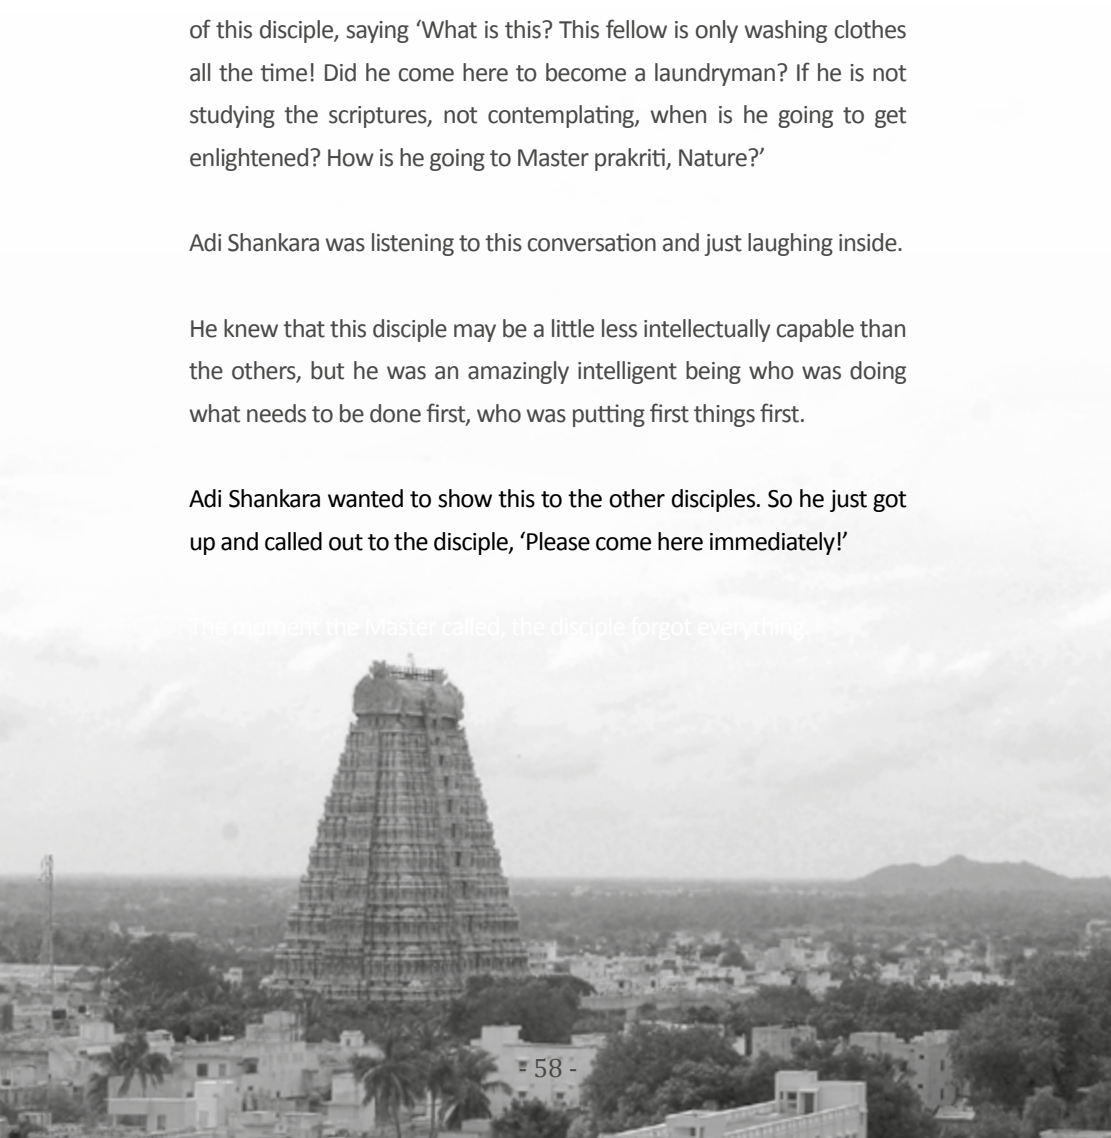 of this disciple, saying ‘What is this? This fellow is only washing clothes
all the time! Did he come here to become a laundryman? If he is not
studying the scriptures, not contemplating, when is he going to get
enlightened? How is he going to Master prakriti, Nature?’
Adi Shankara was listening to this conversation and just laughing inside.
He knew that this disciple may be a little less intellectually capable than
the others, but he was an amazingly intelligent being who was doing
what needs to be done first, who was putting first things first.
Adi Shankara wanted to show this to the other disciples. So he just got
up and called out to the disciple, ‘Please come here immediately!’
The moment the Master called, the disciple forgot everything.
- 58 -